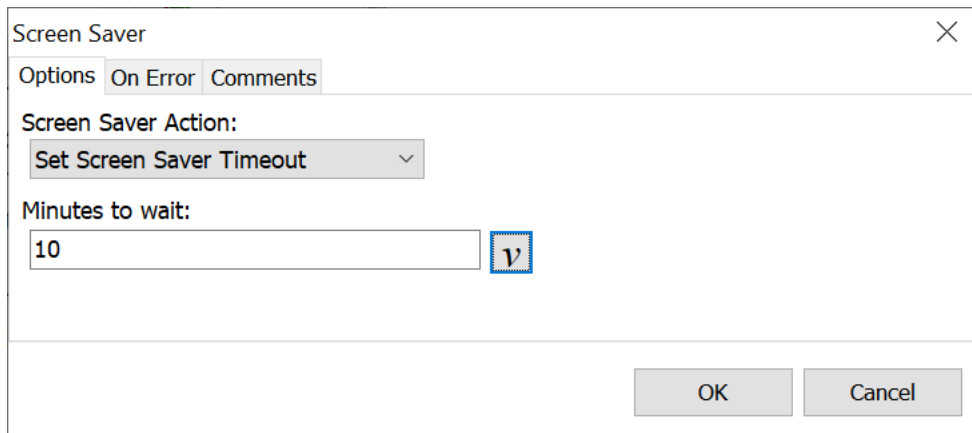 Screen Saver
Options On Error Comments
Screen Saver Action:
Set Screen Saver Timeout
Minutes to wait:
10 v
OK Cancel